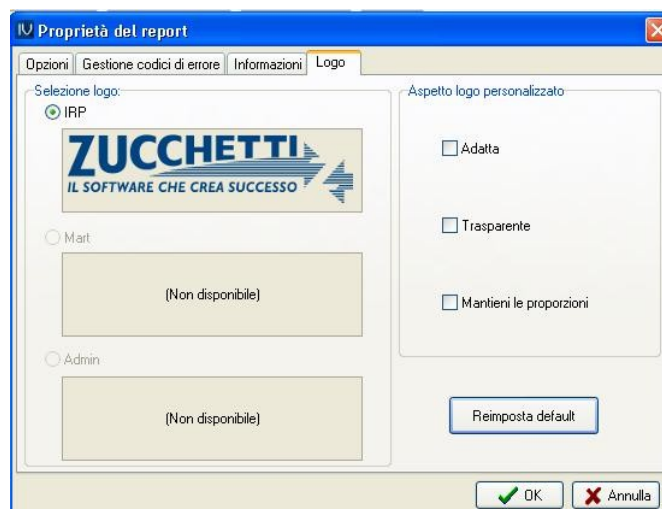 Proprietà del report
Opzioni Gestione codici di errore Informazioni Logo
Selezione logo:
IRP
ZUCCHETTI
IL SOFTWARE CHE CREA SUCCESSO
Mart
(Non disponibile)
Admin
(Non disponibile)
Aspetto logo personalizzato
Adatta
Trasparente
Mantieni le proporzioni
Reimposta default
OK Annulla